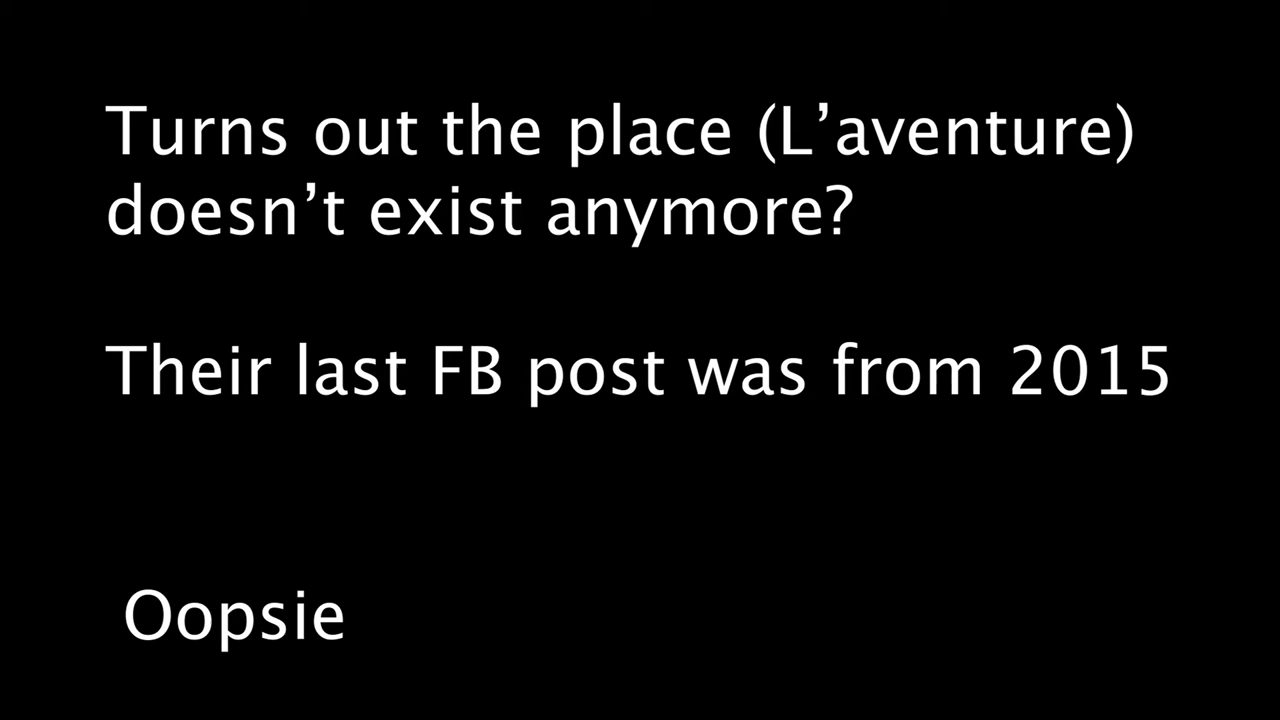 Turns out the place (L’aventure)
doesn’t exist anymore?
Their last FB post was from 2015
Oopsie